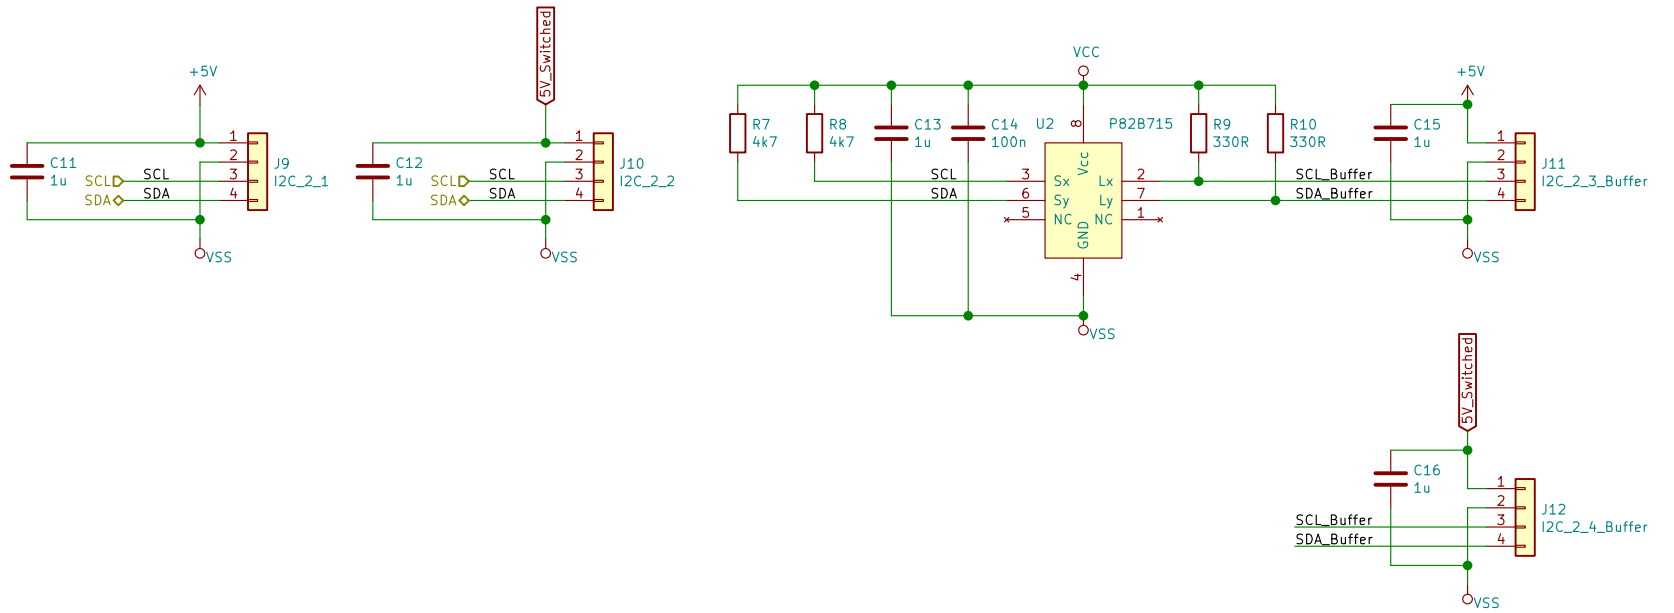 +5V
C11
1u
SCL
SCL
SDA
SDA
1
2
3
4
J9
I2C_2_1
VSS
5V_Switched
C12
1u
SCL
SCL
SDA
SDA
1
2
3
4
J10
I2C_2_2
VSS
VCC
R7
4k7
R8
4k7
C13
1u
C14
100n
U2
P82B715
8
Vcc
SCL
3
Sx
Lx
2
SDA
6
Sy
Ly
7
5
NC
NC
1
GND
4
VSS
R9
330R
R10
330R
+5V
C15
1u
SCL_Buffer
SDA_Buffer
1
2
3
4
J11
I2C_2_3_Buffer
VSS
5V_Switched
C16
1u
SCL_Buffer
SDA_Buffer
1
2
3
4
J12
I2C_2_4_Buffer
VSS